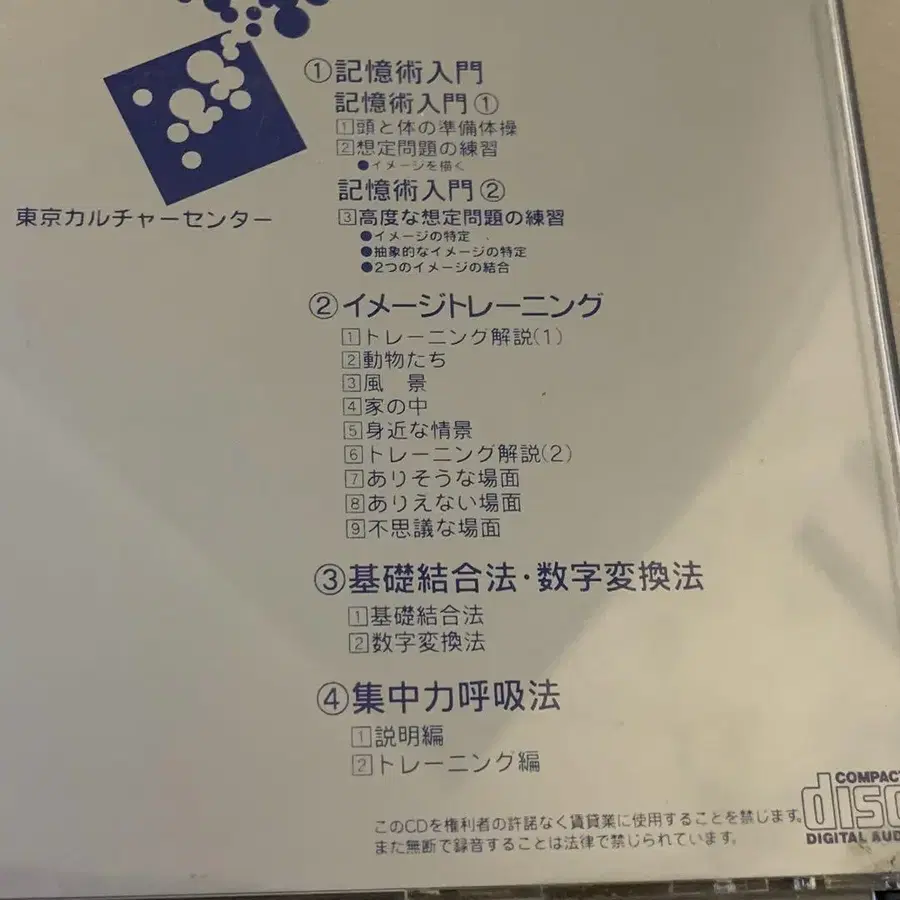 東京カルチャーセンター
①記憶術入門
記憶術入門①
1頭と体の準備体操
2想定問題の練習
●イメージを描く
記憶術入門②
3高度な想定問題の練習
●イメージの特定
●抽象的なイメージの特定
●2つのイメージの結合
②イメージトレーニング
1トレーニング解説(1)
2動物たち
3風 景
4家の中
5身近な情景
6トレーニング解説(2)
7ありそうな場面
8ありえない場面
9不思議な場面
③基礎結合法・数字変換法
1基礎結合法
2数字変換法
④集中力呼吸法
1説明編
2トレーニング編
このCDを権利者の許諾なく賃貸業に使用することを禁じます。
また無断で録音することは法律で禁じられています。
COMPACT
disc
DIGITAL AUD